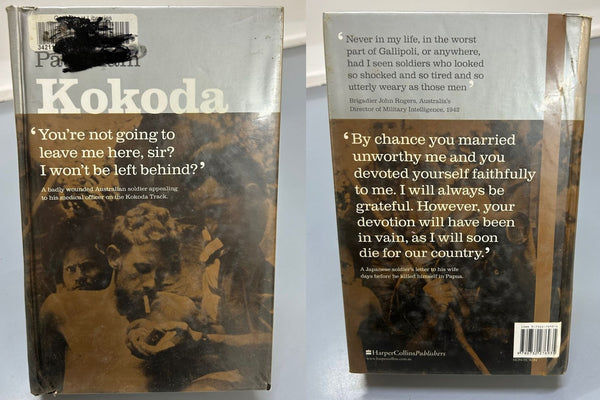 Kokoda
‘You’re not going to
leave me here, sir?
I won’t be left behind?’
A badly wounded Australian soldier appealing
to his medical officer on the Kokoda Track.
‘Never in my life, in the worst
part of Gallipoli, or anywhere,
had I seen soldiers who looked
so shocked and so tired and so
utterly weary as those men’
Brigadier John Rogers, Australia’s
Director of Military Intelligence, 1942
‘By chance you married
unworthy me and you
devoted yourself faithfully
to me. I will always be
grateful. However, your
devotion will have been
in vain, as I will soon
die for our country.’
A Japanese soldier’s letter to his wife
days before he killed himself in Papua.
HarperCollinsPublishers
www.harpercollins.com.au